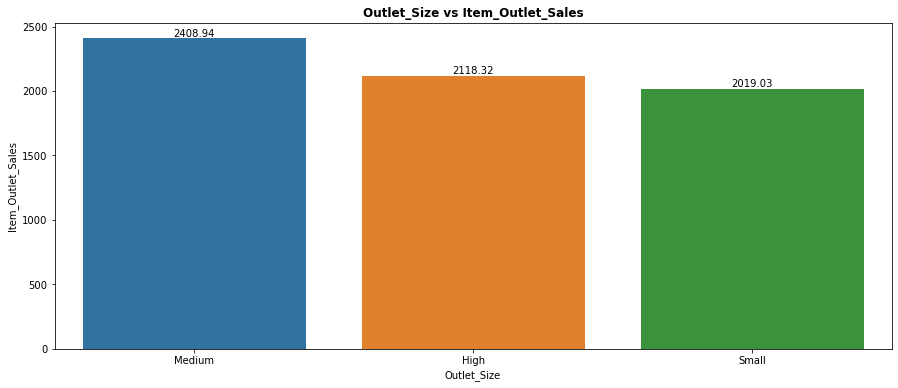 Outlet_Size vs Item_Outlet_Sales
2500
2000
1500
1000
500
0
Item_Outlet_Sales
2408.94
2118.32
2019.03
Medium
High
Small
Outlet_Size